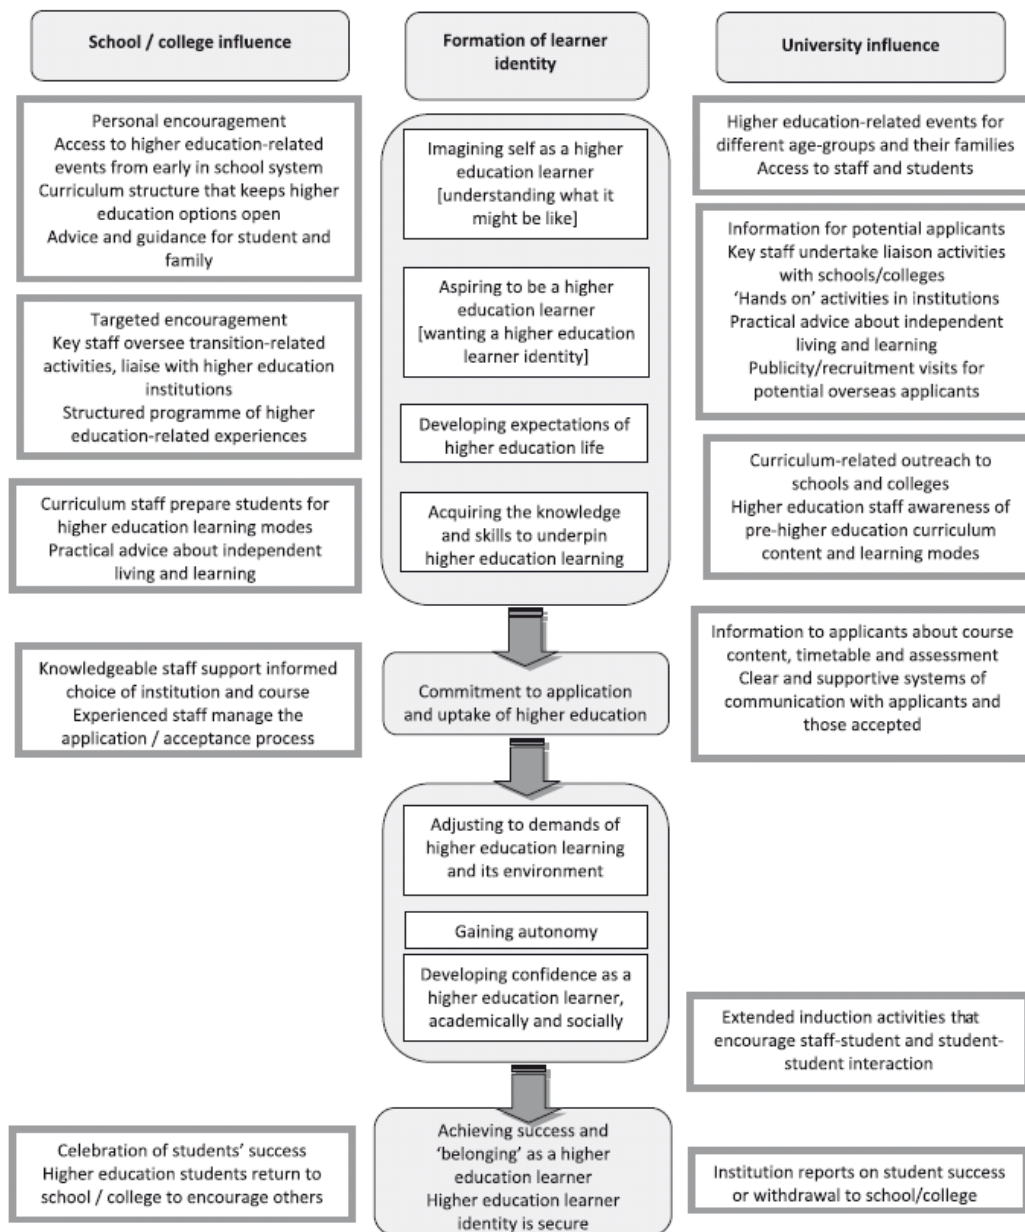 School / college influence
Personal encouragement
Access to higher education-related
events from early in school system
Curriculum structure that keeps higher
education options open
Advice and guidance for student and
family
Targeted encouragement
Key staff oversee transition-related
activities, liaise with higher education
institutions
Structured programme of higher
education-related experiences
Curriculum staff prepare students for
higher education learning modes
Practical advice about independent
living and learning
Knowledgeable staff support informed
choice of institution and course
Experienced staff manage the
application / acceptance process
Celebration of students’ success
Higher education students return to
school / college to encourage others
Formation of learner
identity
Imagining self as a higher
education learner
[understanding what it
might be like]
Aspiring to be a higher
education learner
[wanting a higher education
learner identity]
Developing expectations of
higher education life
Acquiring the knowledge
and skills to underpin
higher education learning
Commitment to application
and uptake of higher education
Adjusting to demands of
higher education learning
and its environment
Gaining autonomy
Developing confidence as a
higher education learner,
academically and socially
Achieving success and
‘belonging’ as a higher
education learner
Higher education learner
identity is secure
University influence
Higher education-related events for
different age-groups and their families
Access to staff and students
Information for potential applicants
Key staff undertake liaison activities
with schools/colleges
‘Hands on’ activities in institutions
Practical advice about independent
living and learning
Publicity/recruitment visits for
potential overseas applicants
Curriculum-related outreach to
schools and colleges
Higher education staff awareness of
pre-higher education curriculum
content and learning modes
Information to applicants about course
content, timetable and assessment
Clear and supportive systems of
communication with applicants and
those accepted
Extended induction activities that
encourage staff-student and student-
student interaction
Institution reports on student success
or withdrawal to school/college